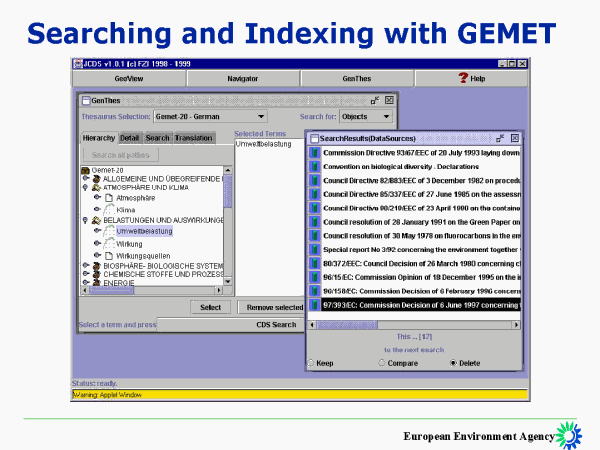 Searching and Indexing with GEMET
JCDS v1.0.1 (c) FZI 1998 - 1999
GeoView Navigator GenThes ? Help
GenThes
Thesaurus Selection: Gemet-20 - German Search for: Objects
Hierarchy Detail Search Translation
Search all pathes
Gemet-20
ALLGEMEINE UND ÜBEGREIFENDE
ATMOSPHÄRE UND KLIMA
Atmosphäre
Klima
BELASTUNGEN UND AUSWIRKUNGE
Umweltbelastung
Wirkung
Wirkungsquellen
BIOSPHÄRE- BIOLOGISCHE SYSTEM
CHEMISCHE STOFFE UND PROZESS
ENERGIE
Selected Terms
Umweltbelastung
Select Remove selected
Select a term and press CDS Search
SearchResults(DataSources)
Commission Directive 93/67/EEC of 20 July 1993 laying down
Convention on biological diversity . Declarations
Council Directive 82/883/EEC of 3 December 1982 on procedu
Council Directive 85/337/EEC of 27 June 1985 on the assessm
Council Directive 90/219/EEC of 23 April 1990 on the containe
Council resolution of 28 January 1991 on the Green Paper on
Council resolution of 30 May 1978 on fluorocarbons in the en
Special report No 3/92 concerning the environment together
80/372/EEC: Council Decision of 26 March 1980 concerning cl
96/15 EC: Commission Opinion of 18 December 1995 on the i
96/158/EC: Commission Decision of 6 February 1996 concern
97/393/EC: Commission Decision of 6 June 1997 concerning t
This ... [17]
to the next search
Keep Compare Delete
Status: ready.
Warning: Applet Window
European Environment Agency